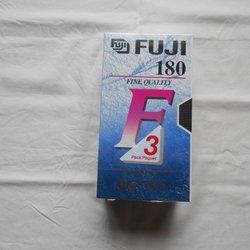 FUJI FUJI
180
FINE QUALITY
F
3
Pack/Paquet